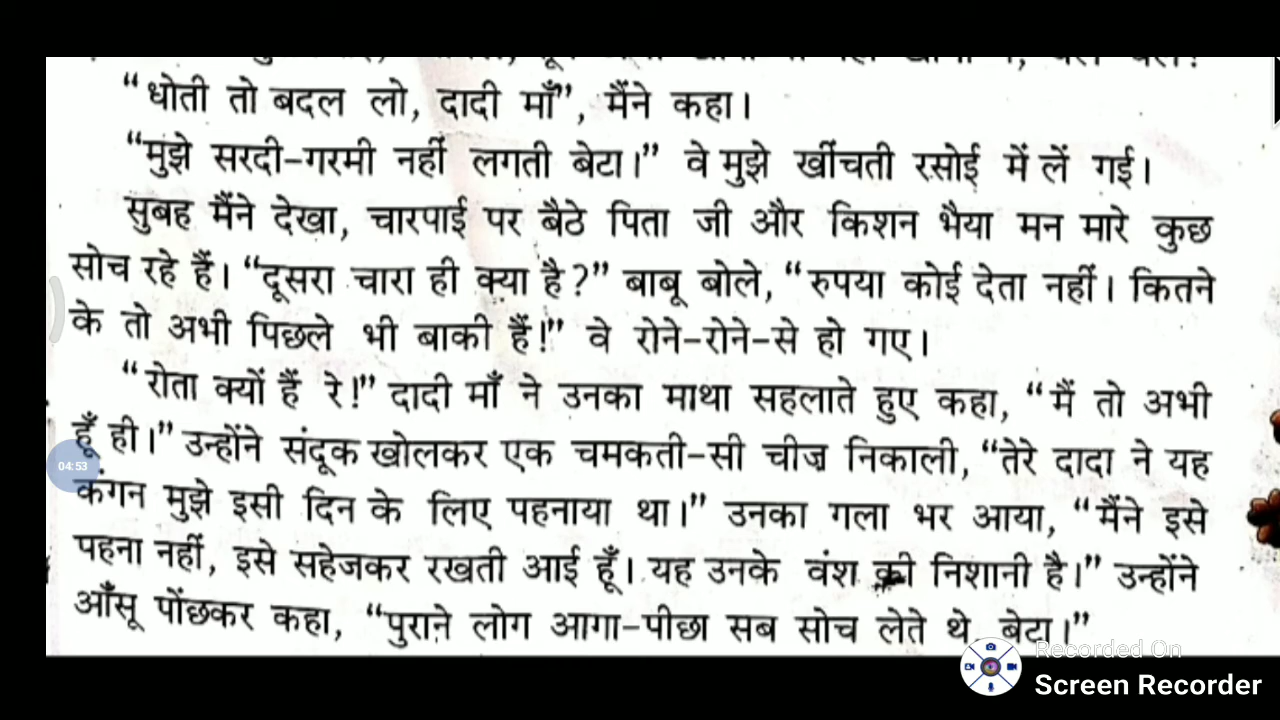 “धोती तो बदल लो, दादी माँ”, मैंने कहा।
“मुझे सरदी-गरमी नहीं लगती बेटा।” वे मुझे खींचती रसोई में लें गई।
सुबह मैंने देखा, चारपाई पर बैठे पिता जी और किशन भैया मन मारे कुछ
सोच रहे हैं। “दूसरा चारा ही क्या है?” बाबू बोले, “रुपया कोई देता नहीं। कितने
के तो अभी पिछले भी बाकी हैं!” वे रोने-रोने-से हो गए।
“रोता क्यों हैं रे!” दादी माँ ने उनका माथा सहलाते हुए कहा, “मैं तो अभी
हूँ ही।” उन्होंने संदूक खोलकर एक चमकती-सी चीज़ निकाली, “तेरे दादा ने यह
04:53
कंगन मुझे इसी दिन के लिए पहनाया था।” उनका गला भर आया, “मैंने इसे
पहना नहीं, इसे सहेजकर रखती आई हूँ। यह उनके वंश की निशानी है।” उन्होंने
आँसू पोंछकर कहा, “पुराने लोग आगा-पीछा सब सोच लेते थे, बेटा।”
Recorded On
Screen Recorder